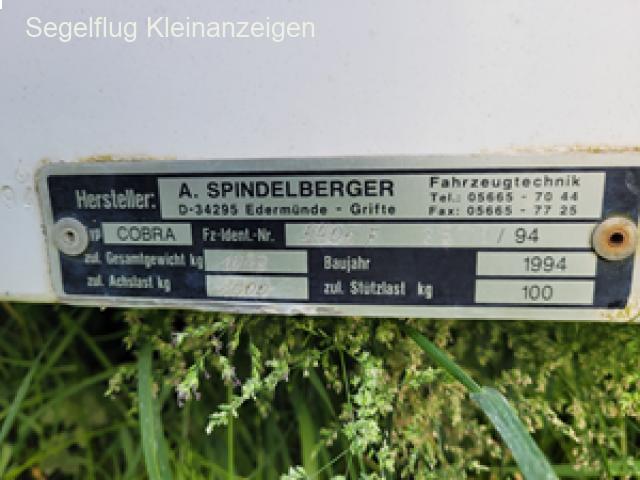 Segelflug Kleinanzeigen
Hersteller: A. SPINDELBERGER Fahrzeugtechnik
D-34295 Edermünde - Grifte Tel.: 05665 - 70 44
Fax: 05665 - 77 25
Typ COBRA Fz-Ident.-Nr. / 94
zul. Gesamtgewicht kg Baujahr 1994
zul. Achslast kg zul. Stützlast kg 100